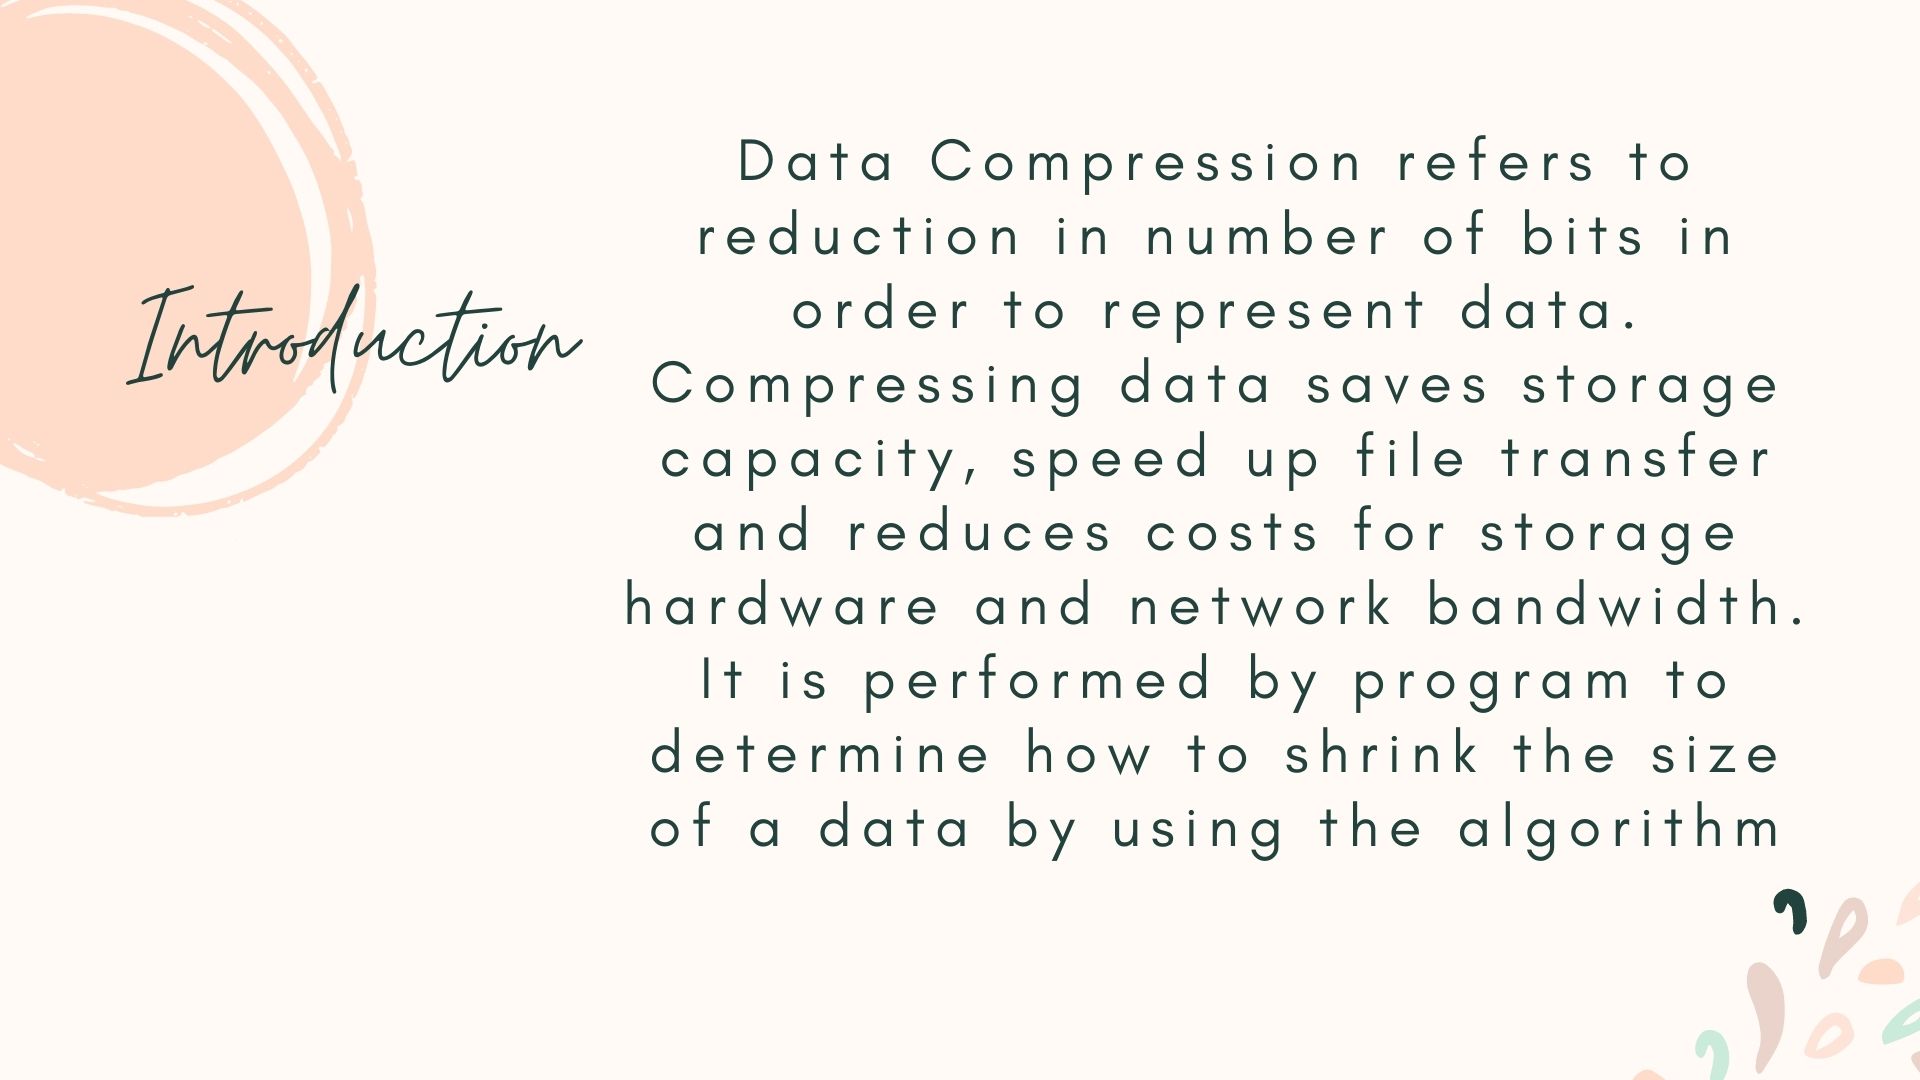 Introduction
Data Compression refers to
reduction in number of bits in
order to represent data.
Compressing data saves storage
capacity, speed up file transfer
and reduces costs for storage
hardware and network bandwidth.
It is performed by program to
determine how to shrink the size
of a data by using the algorithm